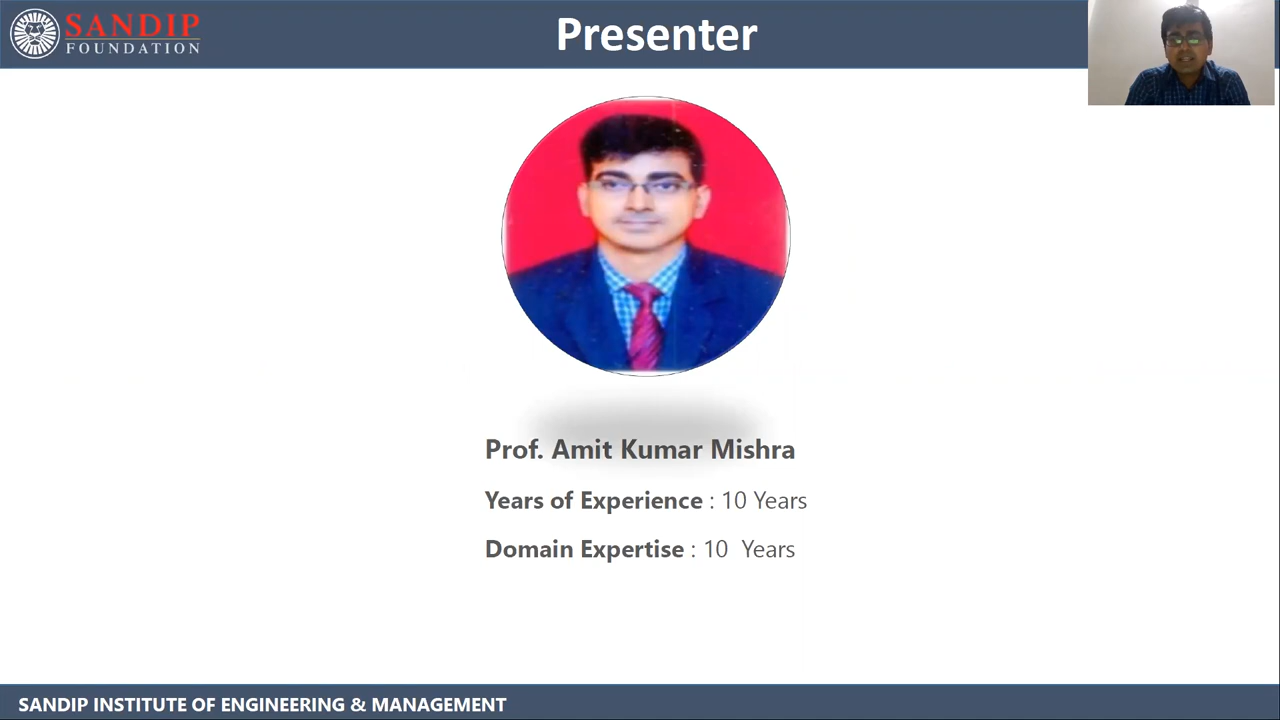 SANDIP
FOUNDATION
Presenter
Prof. Amit Kumar Mishra
Years of Experience : 10 Years
Domain Expertise : 10 Years
SANDIP INSTITUTE OF ENGINEERING & MANAGEMENT